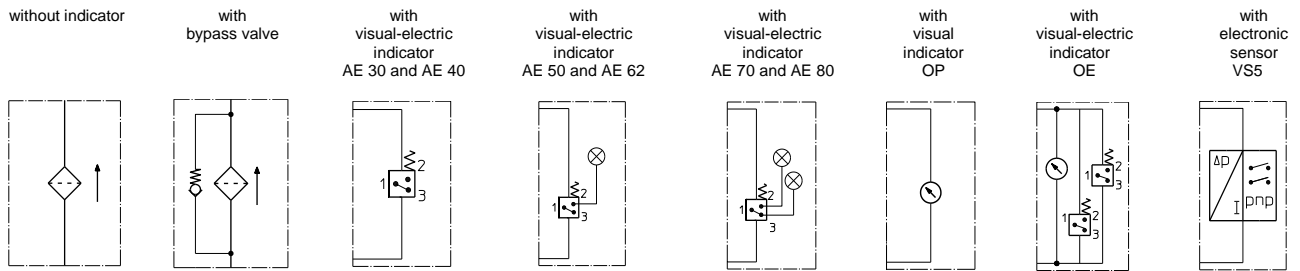 without indicator
with
bypass valve
with
visual-electric
indicator
AE 30 and AE 40
with
visual-electric
indicator
AE 50 and AE 62
with
visual-electric
indicator
AE 70 and AE 80
with
visual
indicator
OP
with
visual-electric
indicator
OE
with
electronic
sensor
VS5
1
2
3
1
2
3
1
2
3
1
2
3
1
2
3
Δp
I
pnp